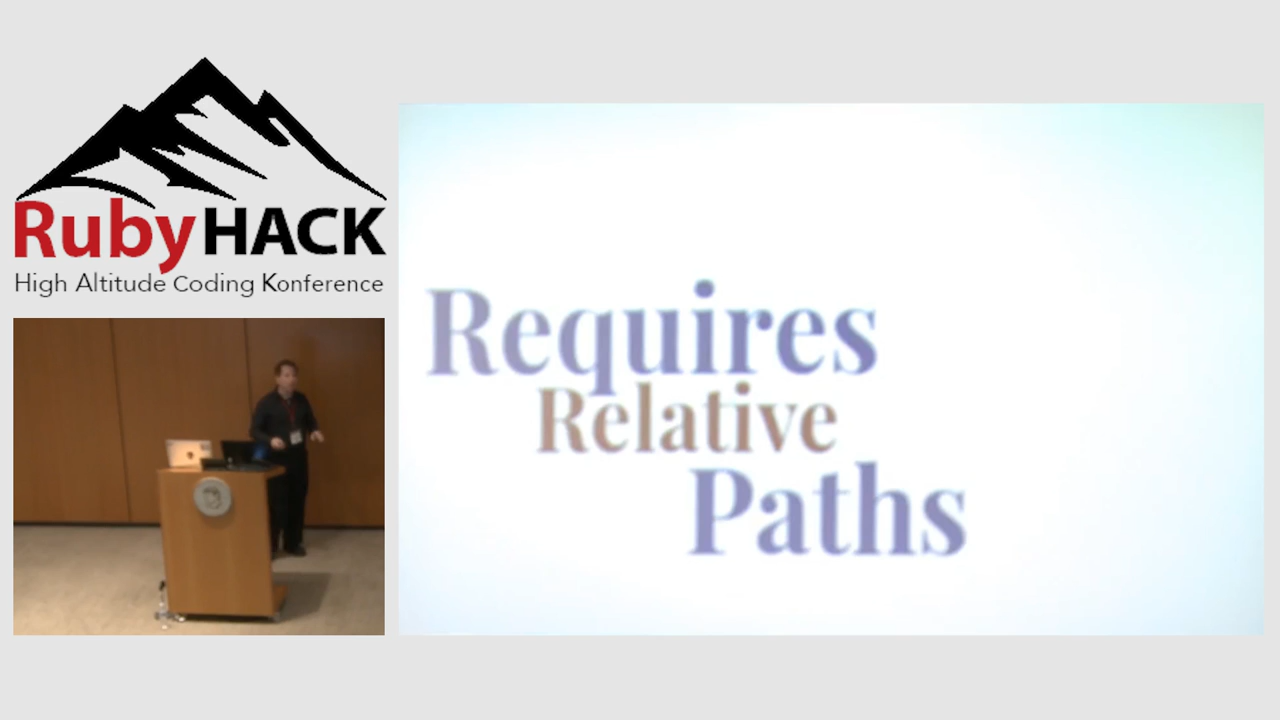 RubyHACK
High Altitude Coding Konference
Requires
Relative
Paths